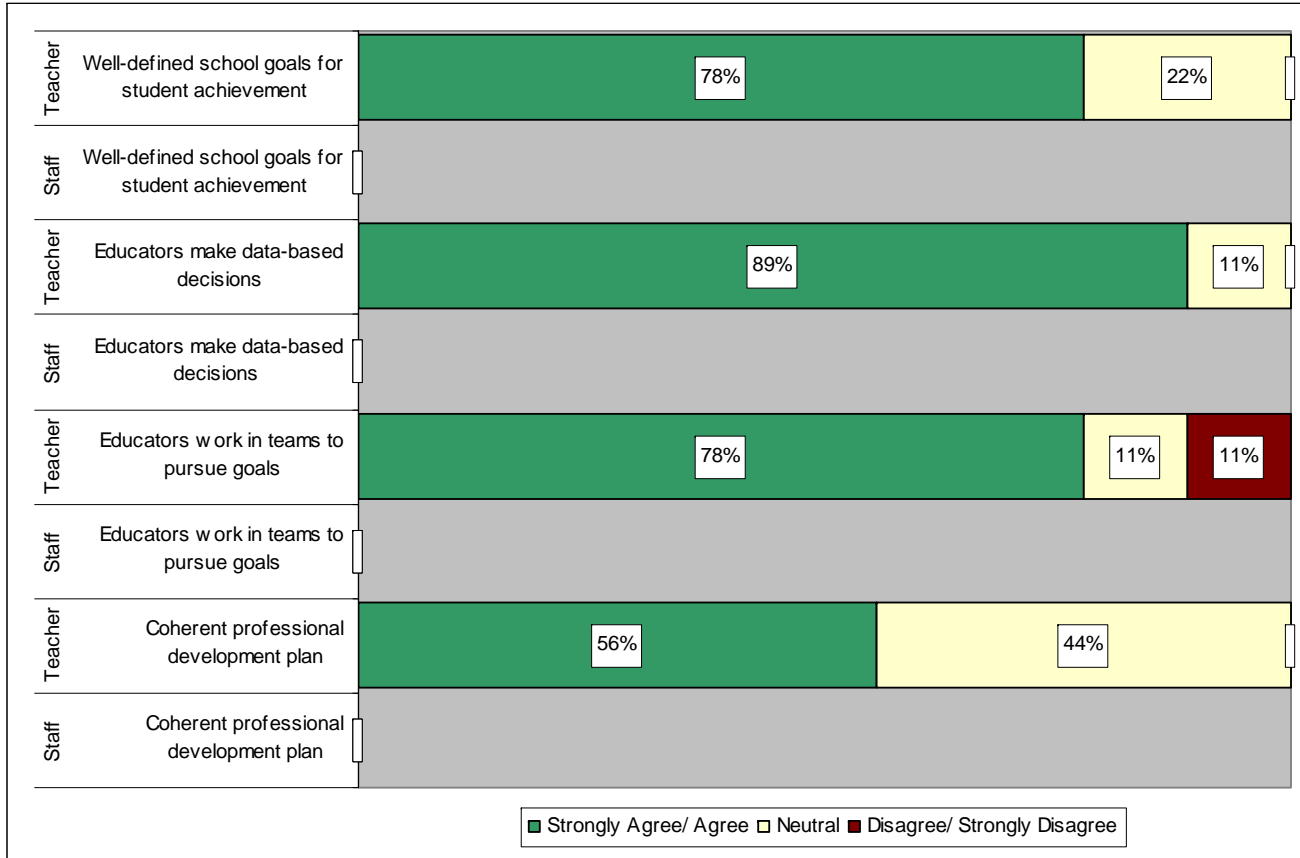 Teacher
Well-defined school goals for
student achievement
78%
22%
Staff
Well-defined school goals for
student achievement
Teacher
Educators make data-based
decisions
89%
11%
Staff
Educators make data-based
decisions
Teacher
Educators work in teams to
pursue goals
78%
11%
11%
Staff
Educators work in teams to
pursue goals
Teacher
Coherent professional
development plan
56%
44%
Staff
Coherent professional
development plan
Strongly Agree/ Agree Neutral Disagree/ Strongly Disagree